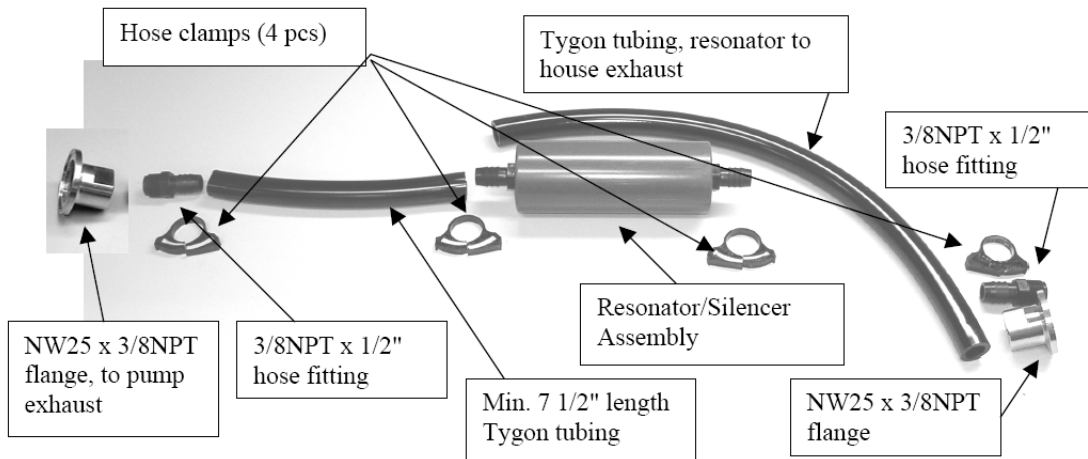 Hose clamps (4 pcs)
Tygon tubing, resonator to
house exhaust
3/8NPT x 1/2"
hose fitting
NW25 x 3/8NPT
flange, to pump
exhaust
3/8NPT x 1/2"
hose fitting
Min. 7 1/2" length
Tygon tubing
Resonator/Silencer
Assembly
NW25 x 3/8NPT
flange